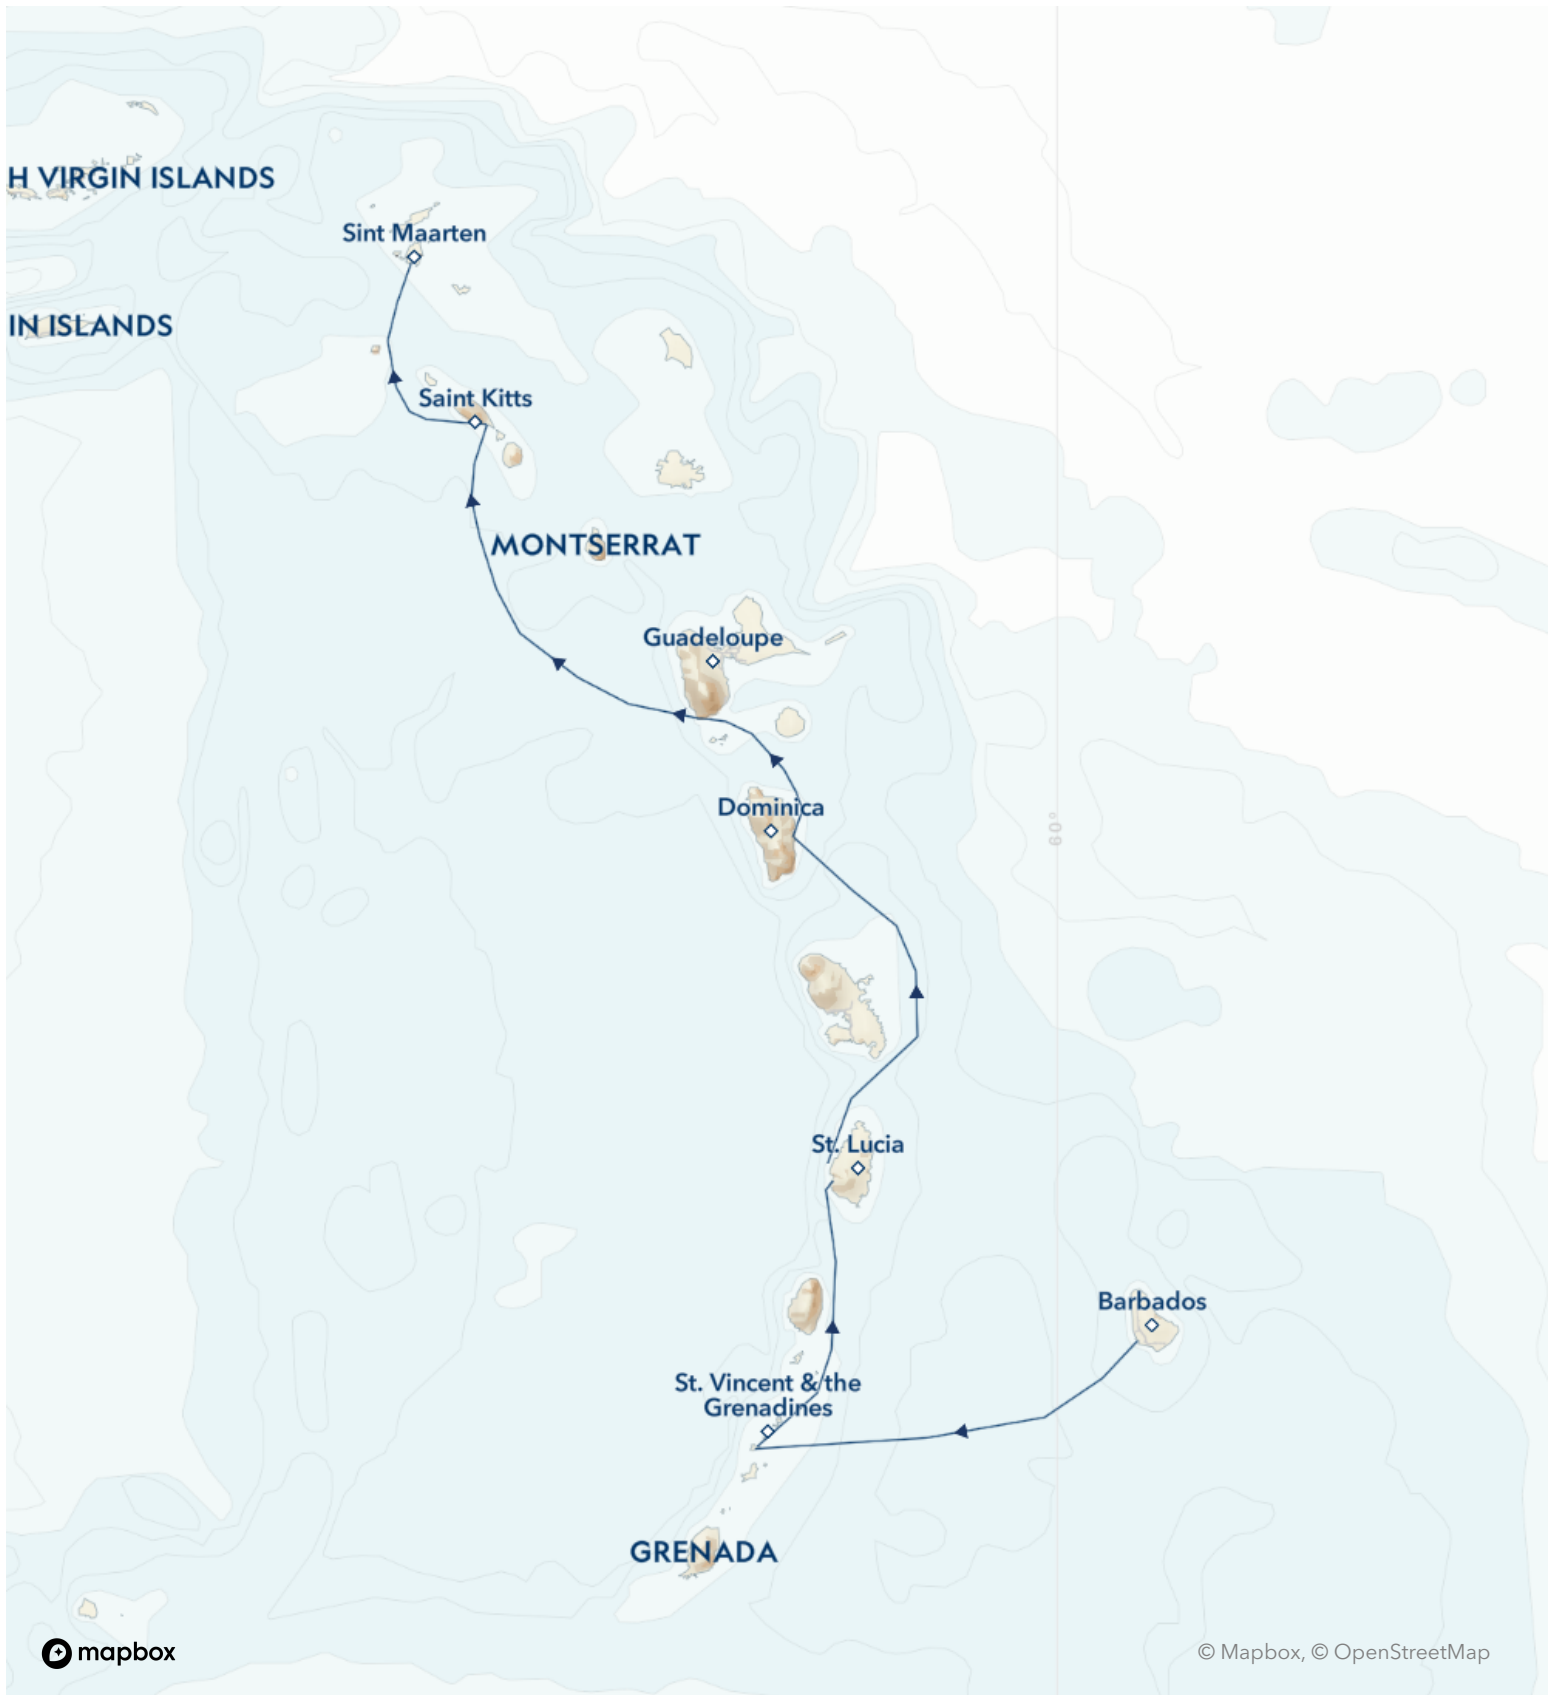 H VIRGIN ISLANDS
Sint Maarten
IN ISLANDS
Saint Kitts
MONTSERRAT
Guadeloupe
Dominica
60°
St. Lucia
Barbados
St. Vincent & the
Grenadines
GRENADA
mapbox
© Mapbox, © OpenStreetMap